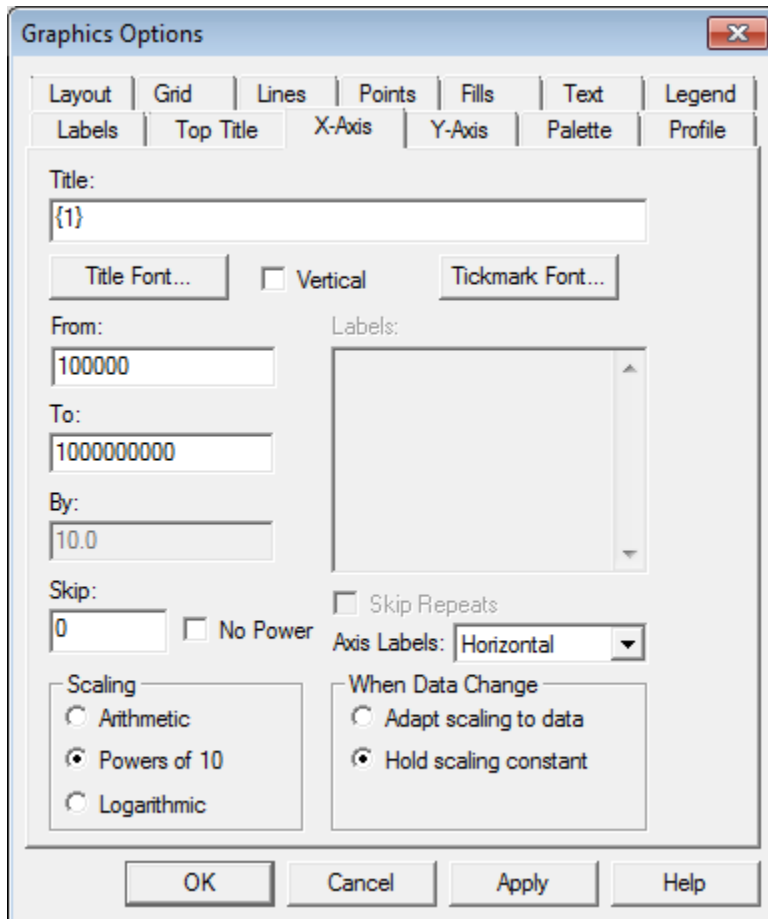 Graphics Options
Layout Grid Lines Points Fills Text Legend
Labels Top Title X-Axis Y-Axis Palette Profile
Title:
{1}
Title Font... Vertical Tickmark Font...
From: Labels:
100000
To:
1000000000
By:
10.0
Skip: Skip Repeats
0 No Power Axis Labels: Horizontal
Scaling When Data Change
Arithmetic Adapt scaling to data
Powers of 10 Hold scaling constant
Logarithmic
OK Cancel Apply Help